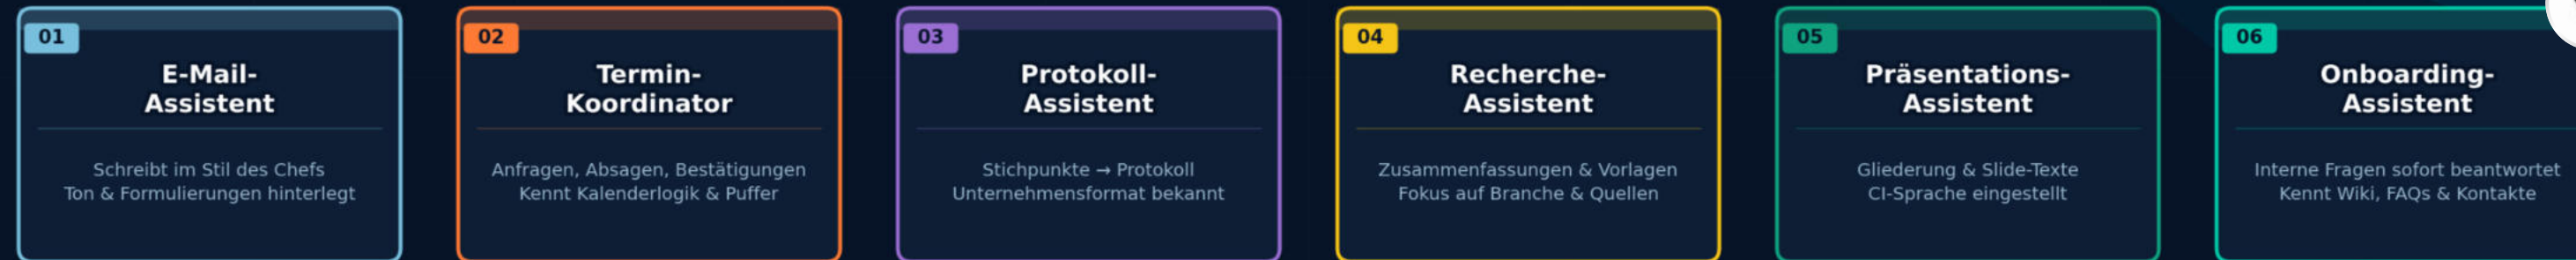 01
E-Mail-
Assistent
Schreibt im Stil des Chefs
Ton & Formulierungen hinterlegt
02
Termin-
Koordinator
Anfragen, Absagen, Bestätigungen
Kennt Kalenderlogik & Puffer
03
Protokoll-
Assistent
Stichpunkte → Protokoll
Unternehmensformat bekannt
04
Recherche-
Assistent
Zusammenfassungen & Vorlagen
Fokus auf Branche & Quellen
05
Präsentations-
Assistent
Gliederung & Slide-Texte
CI-Sprache eingestellt
06
Onboarding-
Assistent
Interne Fragen sofort beantwortet
Kennt Wiki, FAQs & Kontakte